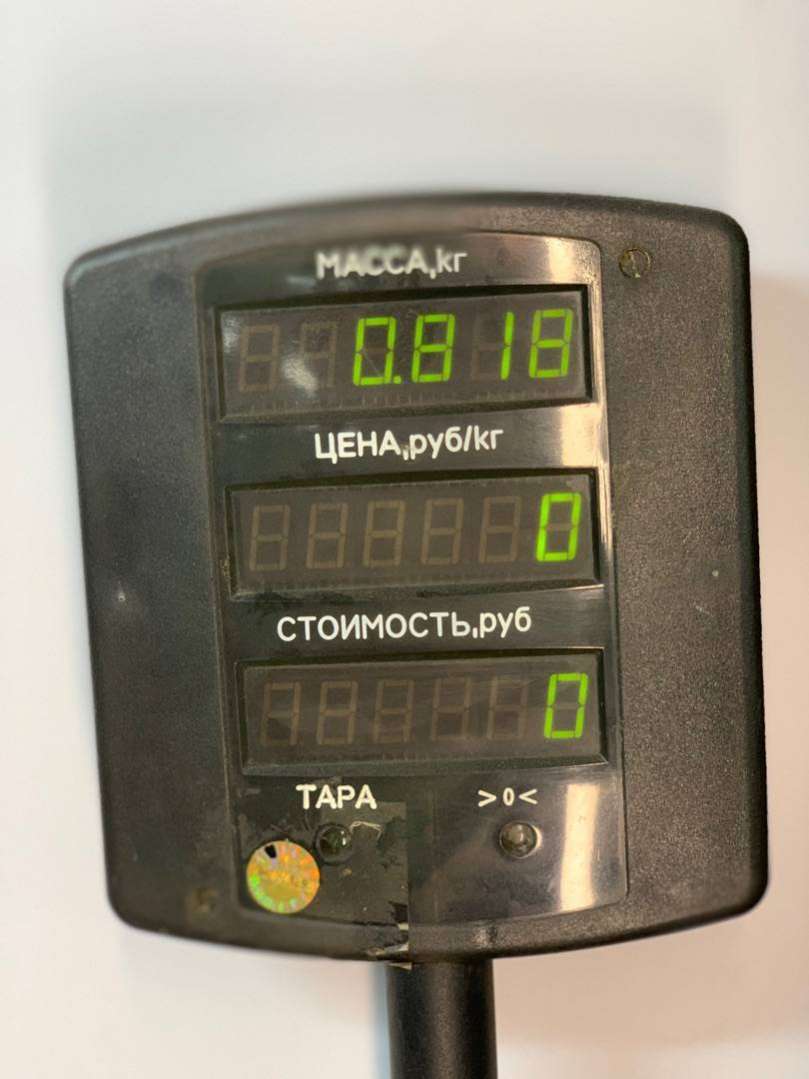 МАССА,кг
0.818
ЦЕНА,руб/кг
0
СТОИМОСТЬ,руб
0
ТАРА >0<